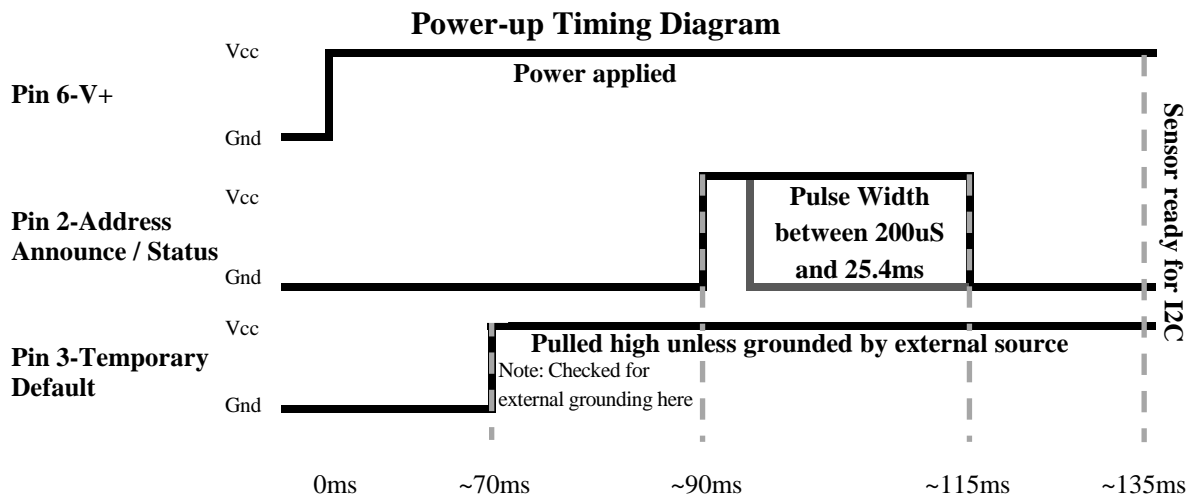 Power-up Timing Diagram
Vcc
Power applied
Pin 6-V+
Gnd
Sensor ready for I2C
Vcc
Pulse Width
between 200uS
and 25.4ms
Pin 2-Address
Announce / Status
Gnd
Vcc
Pulled high unless grounded by external source
Pin 3-Temporary
Default
Note: Checked for
external grounding here
Gnd
0ms ~70ms ~90ms ~115ms ~135ms